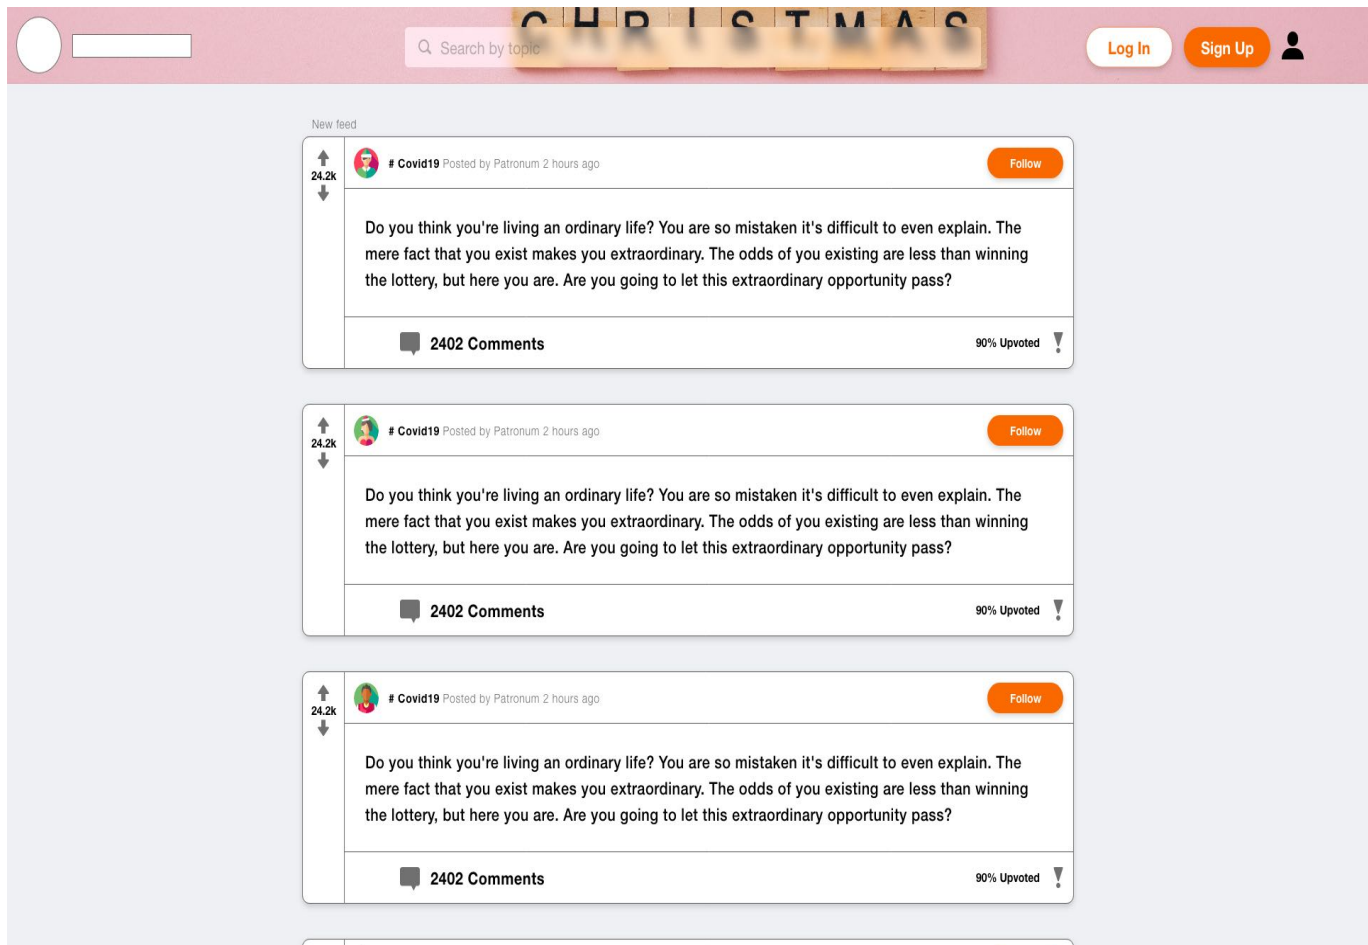 CHRISTMAS
Search by topic
Log In
Sign Up
New feed
24.2k
# Covid19 Posted by Patronum 2 hours ago
Follow
Do you think you're living an ordinary life? You are so mistaken it's difficult to even explain. The
mere fact that you exist makes you extraordinary. The odds of you existing are less than winning
the lottery, but here you are. Are you going to let this extraordinary opportunity pass?
2402 Comments
90% Upvoted
24.2k
# Covid19 Posted by Patronum 2 hours ago
Follow
Do you think you're living an ordinary life? You are so mistaken it's difficult to even explain. The
mere fact that you exist makes you extraordinary. The odds of you existing are less than winning
the lottery, but here you are. Are you going to let this extraordinary opportunity pass?
2402 Comments
90% Upvoted
24.2k
# Covid19 Posted by Patronum 2 hours ago
Follow
Do you think you're living an ordinary life? You are so mistaken it's difficult to even explain. The
mere fact that you exist makes you extraordinary. The odds of you existing are less than winning
the lottery, but here you are. Are you going to let this extraordinary opportunity pass?
2402 Comments
90% Upvoted